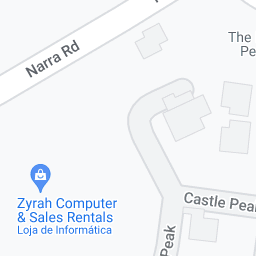 The
Pe
Narra Rd
Zyrah Computer
& Sales Rentals
Loja de Informática
Castle Pea
Peak